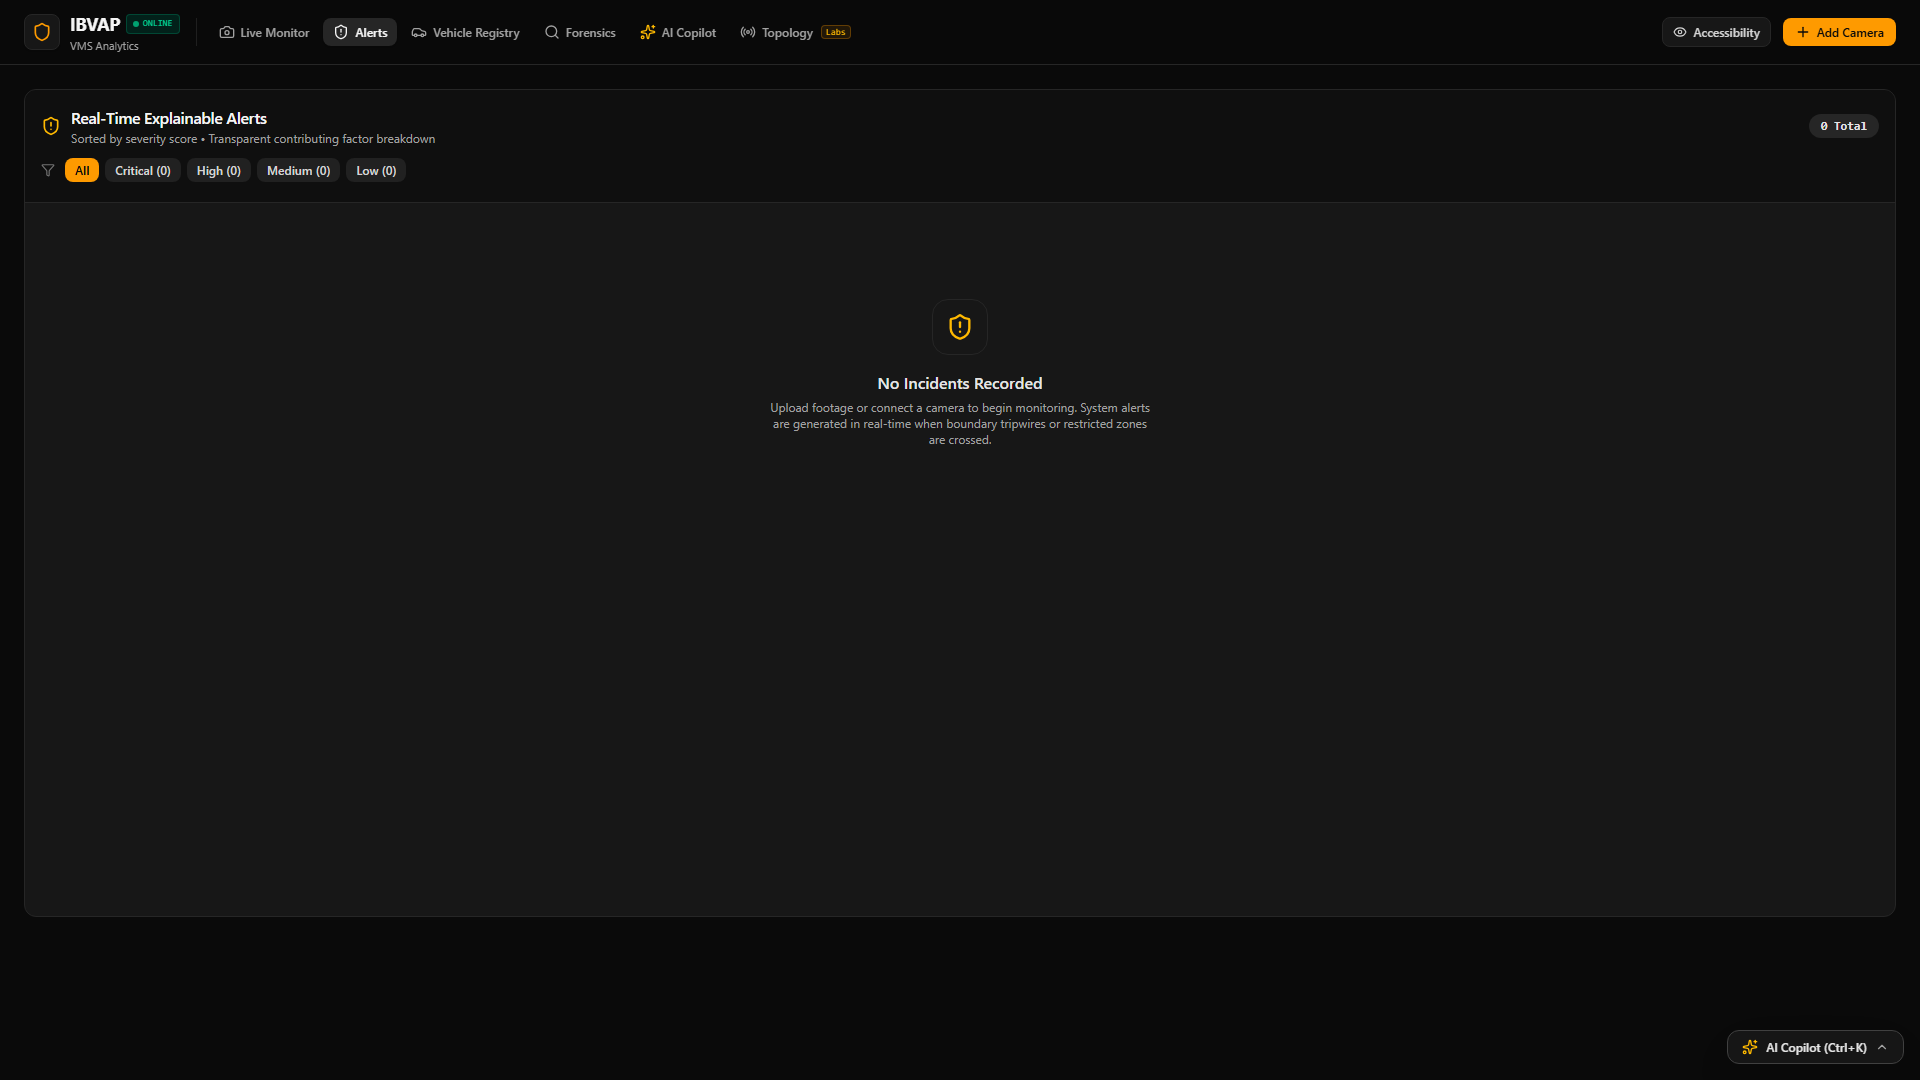 IBVAP ONLINE
VMS Analytics
Live Monitor Alerts Vehicle Registry Forensics AI Copilot Topology Labs
Accessibility Add Camera
Real-Time Explainable Alerts
Sorted by severity score • Transparent contributing factor breakdown
0 Total
All Critical (0) High (0) Medium (0) Low (0)
No Incidents Recorded
Upload footage or connect a camera to begin monitoring. System alerts
are generated in real-time when boundary tripwires or restricted zones
are crossed.
AI Copilot (Ctrl+K)